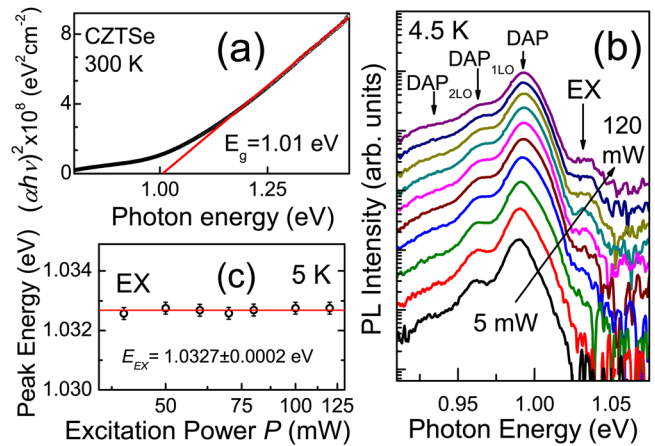 CZTSe
300 K
(a)
E_g=1.01 eV
8
4
0
1.00
1.25
Photon energy (eV)
(αhν)²x10⁸ (eV²cm⁻²)
EX
(c)
5 K
E_EX= 1.0327±0.0002 eV
1.034
1.032
1.030
50
75
100
125
Peak Energy (eV)
Excitation Power P (mW)
4.5 K
(b)
DAP
DAP_1LO
DAP_2LO
EX
120
mW
5 mW
0.95
1.00
1.05
PL Intensity (arb. units)
Photon Energy (eV)